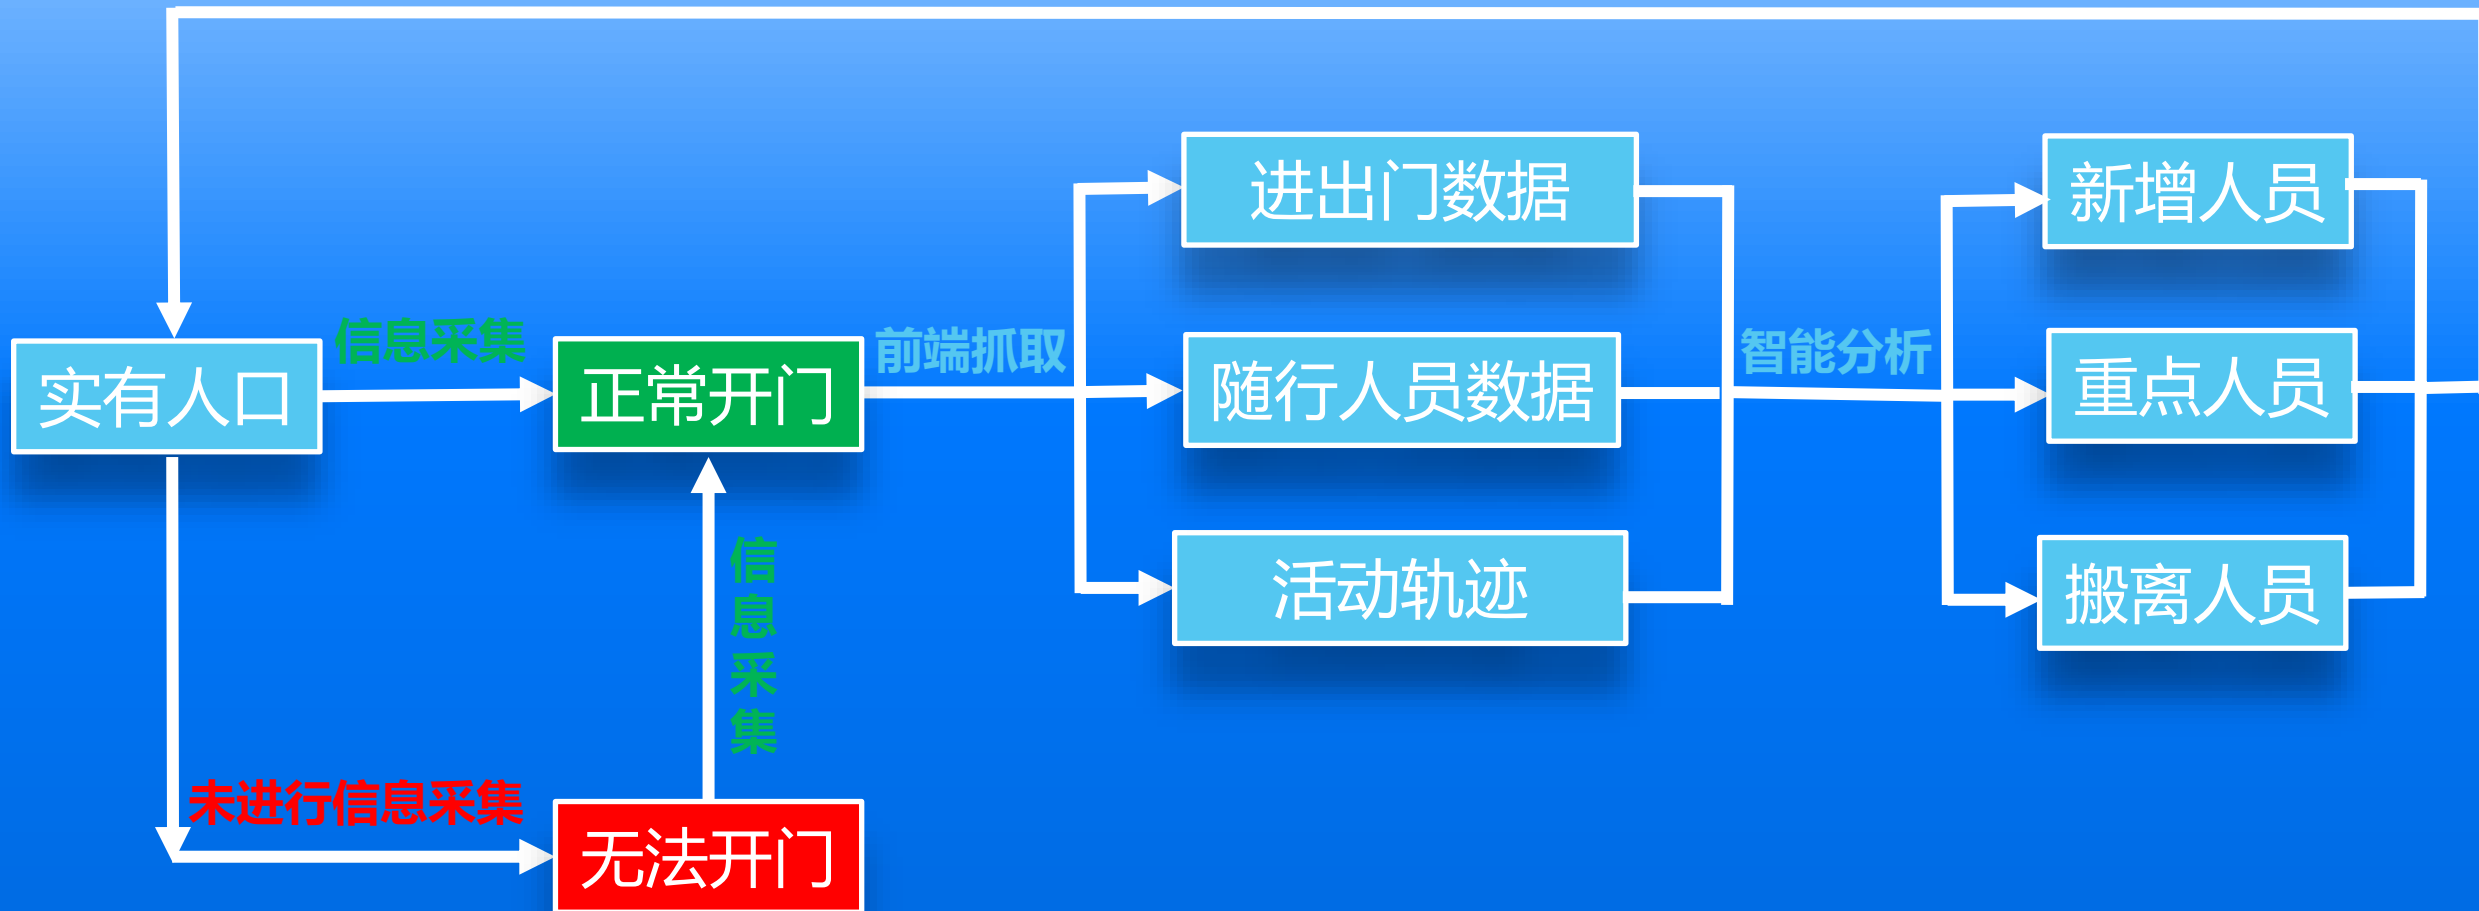 进出门数据
新增人员
信息采集
前端抓取
智能分析
实有人口
正常开门
随行人员数据
重点人员
信息采集
活动轨迹
搬离人员
未进行信息采集
无法开门